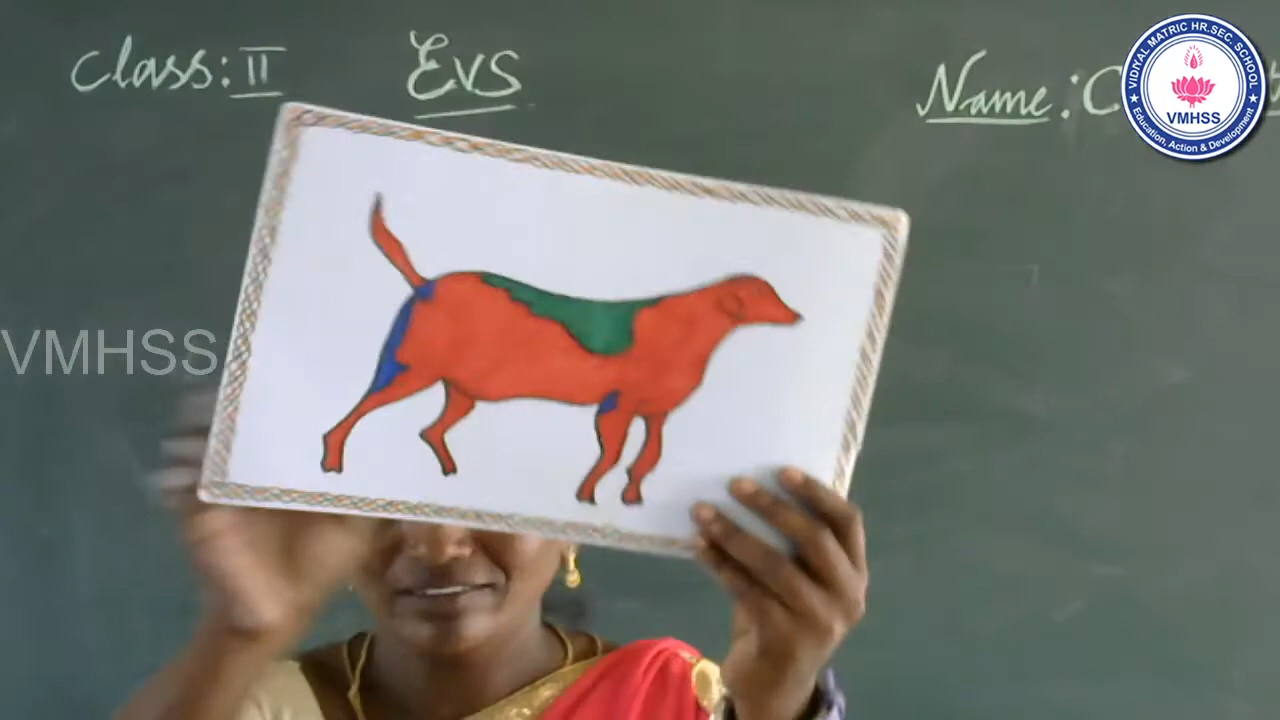 Class: II
EVS
Name: C
VIDIYAL MATRIC HR.SEC. SCHOOL
VMHSS
Education, Action & Development
VMHSS